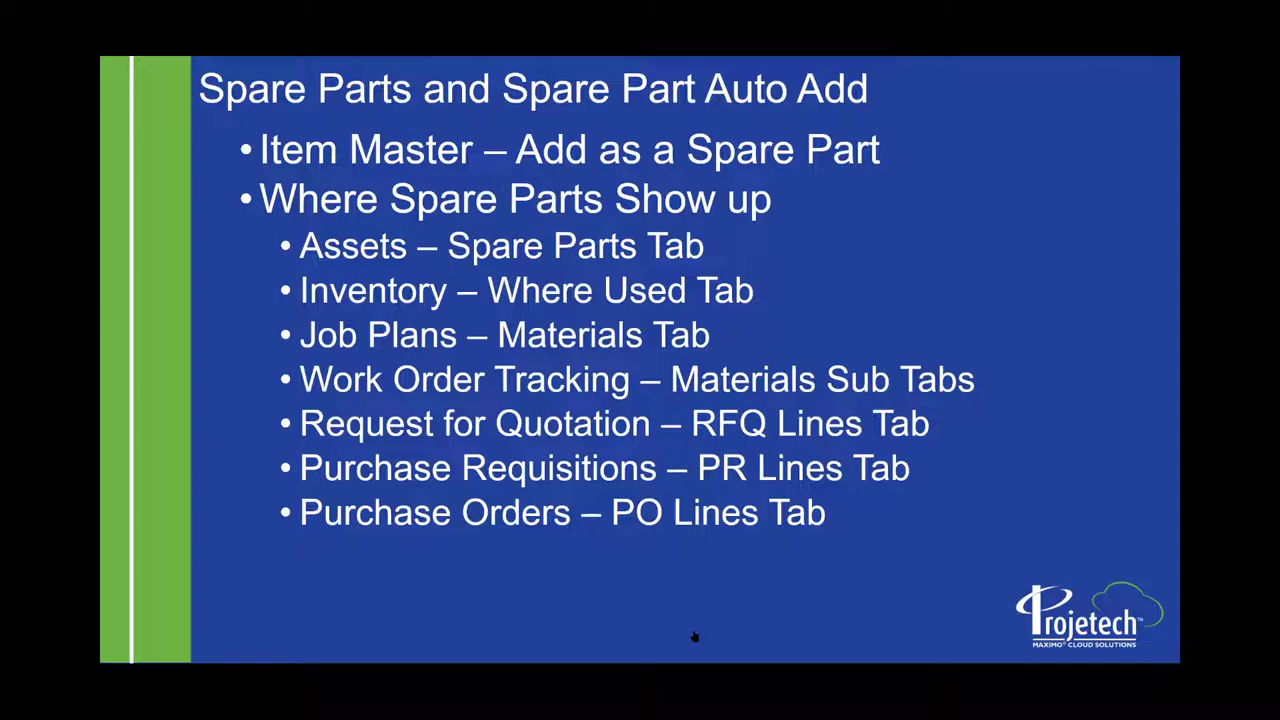 Spare Parts and Spare Part Auto Add
• Item Master – Add as a Spare Part
• Where Spare Parts Show up
• Assets – Spare Parts Tab
• Inventory – Where Used Tab
• Job Plans – Materials Tab
• Work Order Tracking – Materials Sub Tabs
• Request for Quotation – RFQ Lines Tab
• Purchase Requisitions – PR Lines Tab
• Purchase Orders – PO Lines Tab
Projetech™
MAXIMO® CLOUD SOLUTIONS